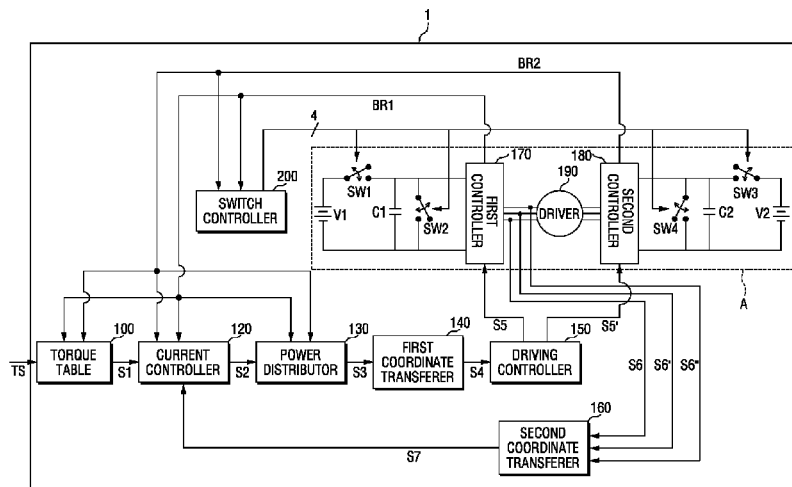 1
BR2
BR1
4
170
180
190
200
SWITCH
CONTROLLER
SW1
V1
C1
SW2
FIRST
CONTROLLER
DRIVER
SECOND
CONTROLLER
SW3
SW4
C2
V2
A
100
120
130
140
150
S5
S5'
TS
TORQUE
TABLE
S1
CURRENT
CONTROLLER
S2
POWER
DISTRIBUTOR
S3
FIRST
COORDINATE
TRANSFERER
S4
DRIVING
CONTROLLER
S6
S6'
S6"
160
SECOND
COORDINATE
TRANSFERER
S7